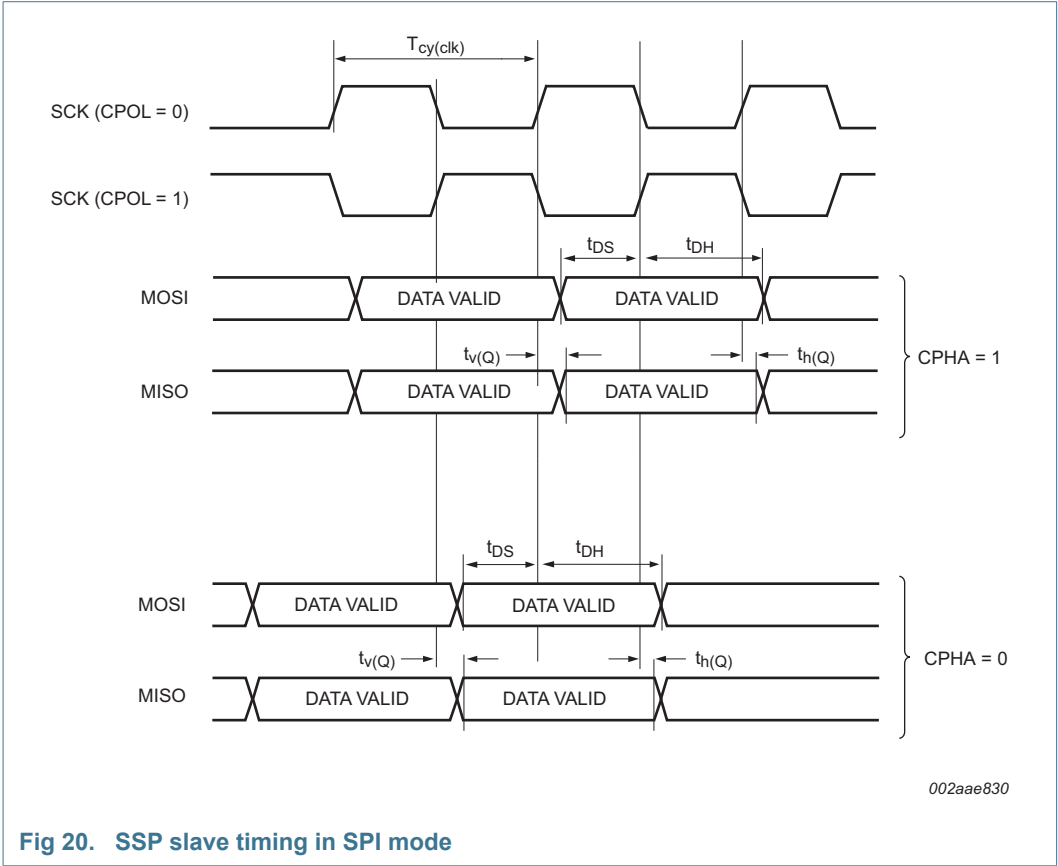 Tcy(clk)
SCK (CPOL = 0)
SCK (CPOL = 1)
tDS tDH
MOSI DATA VALID DATA VALID
tv(Q) th(Q)
CPHA = 1
MISO DATA VALID DATA VALID
tDS tDH
MOSI DATA VALID DATA VALID
tv(Q) th(Q)
CPHA = 0
MISO DATA VALID DATA VALID
002aae830
Fig 20. SSP slave timing in SPI mode